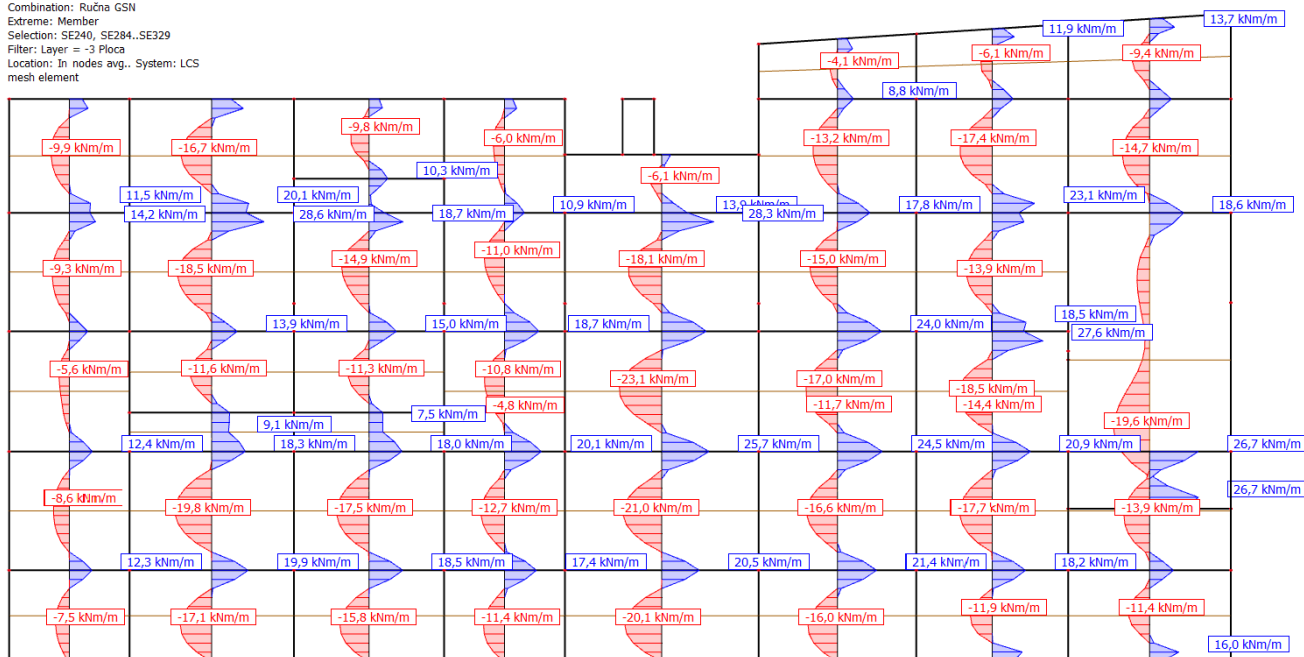 Combination: Ručna GSN
Extreme: Member
Selection: SE240, SE284..SE329
Filter: Layer = -3 Ploca
Location: In nodes avg.. System: LCS
mesh element
13,7 kNm/m
11,9 kNm/m
-4,1 kNm/m
-6,1 kNm/m
-9,4 kNm/m
8,8 kNm/m
-9,8 kNm/m
-6,0 kNm/m
-13,2 kNm/m
-17,4 kNm/m
-9,9 kNm/m
-16,7 kNm/m
-14,7 kNm/m
10,3 kNm/m
-6,1 kNm/m
11,5 kNm/m
20,1 kNm/m
23,1 kNm/m
10,9 kNm/m
13,9 kNm/m
17,8 kNm/m
18,6 kNm/m
14,2 kNm/m
28,6 kNm/m
18,7 kNm/m
28,3 kNm/m
-11,0 kNm/m
-9,3 kNm/m
-18,5 kNm/m
-14,9 kNm/m
-18,1 kNm/m
-15,0 kNm/m
-13,9 kNm/m
18,5 kNm/m
13,9 kNm/m
15,0 kNm/m
18,7 kNm/m
24,0 kNm/m
27,6 kNm/m
-5,6 kNm/m
-11,6 kNm/m
-11,3 kNm/m
-10,8 kNm/m
-23,1 kNm/m
-17,0 kNm/m
-18,5 kNm/m
-4,8 kNm/m
-11,7 kNm/m
-14,4 kNm/m
7,5 kNm/m
9,1 kNm/m
-19,6 kNm/m
12,4 kNm/m
18,3 kNm/m
18,0 kNm/m
20,1 kNm/m
25,7 kNm/m
24,5 kNm/m
20,9 kNm/m
26,7 kNm/m
-8,6 kNm/m
26,7 kNm/m
-19,8 kNm/m
-17,5 kNm/m
-12,7 kNm/m
-21,0 kNm/m
-16,6 kNm/m
-17,7 kNm/m
-13,9 kNm/m
12,3 kNm/m
19,9 kNm/m
18,5 kNm/m
17,4 kNm/m
20,5 kNm/m
21,4 kNm/m
18,2 kNm/m
-7,5 kNm/m
-17,1 kNm/m
-15,8 kNm/m
-11,4 kNm/m
-20,1 kNm/m
-16,0 kNm/m
-11,9 kNm/m
-11,4 kNm/m
16,0 kNm/m